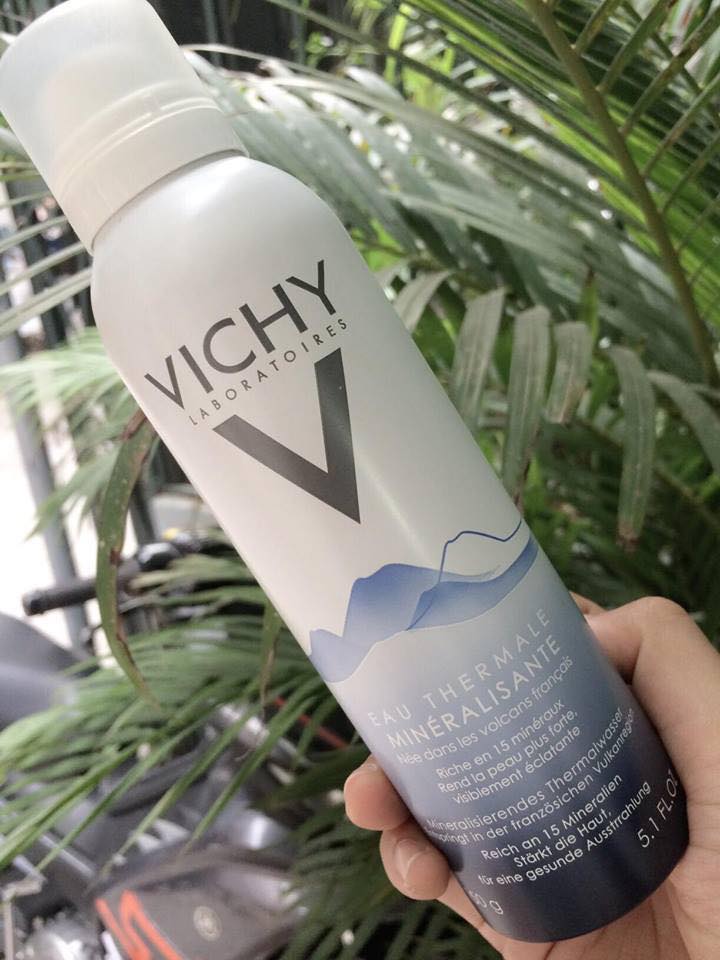 VICHY
LABORATOIRES
V
EAU THERMALE
MINÉRALISANTE
Née dans les volcans français
Riche en 15 minéraux
Rend la peau plus forte,
visiblement éclatante
Mineralisierendes Thermalwasser
in der französichen Vulkanregion
Reich an 15 Mineralien
Stärkt die Haut,
für eine gesunde Ausstrahlung
5.1 FL.OZ
g